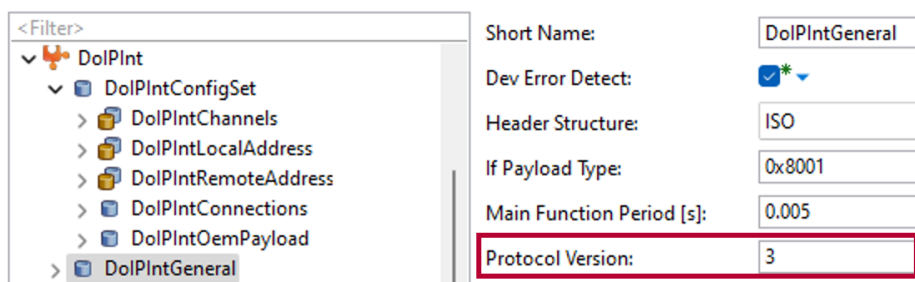 <Filter>
DoIPInt
DoIPIntConfigSet
DoIPIntChannels
DoIPIntLocalAddress
DoIPIntRemoteAddress
DoIPIntConnections
DoIPIntOemPayload
DoIPIntGeneral
Short Name: DoIPIntGeneral
Dev Error Detect: *
Header Structure: ISO
If Payload Type: 0x8001
Main Function Period [s]: 0.005
Protocol Version: 3